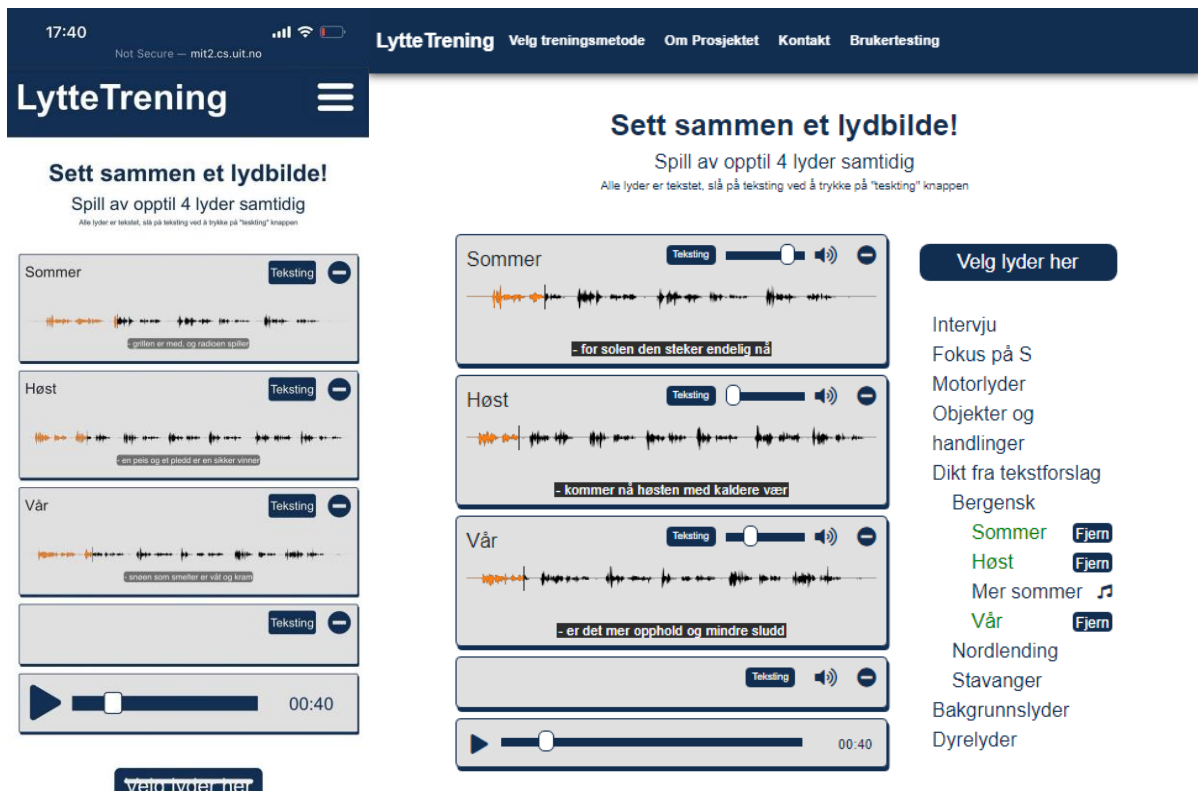 17:40
Not Secure — mit2.cs.uit.no
LytteTrening
Sett sammen et lydbilde!
Spill av opptil 4 lyder samtidig
Alle lyder er tekstet, slå på teksting ved å trykke på "teskting" knappen
Sommer Teksting
- grillen er med, og radioen spiller
Høst Teksting
- en peis og et pledd er en sikker vinner
Vår Teksting
- snøen som smelter er våt og kram
Teksting
00:40
Velg lyder her
LytteTrening Velg treningsmetode Om Prosjektet Kontakt Brukertesting
Sett sammen et lydbilde!
Spill av opptil 4 lyder samtidig
Alle lyder er tekstet, slå på teksting ved å trykke på "teskting" knappen
Sommer Teksting
- for solen den steker endelig nå
Høst Teksting
- kommer nå høsten med kaldere vær
Vår Teksting
- er det mer opphold og mindre sludd
Teksting
00:40
Velg lyder her
Intervju
Fokus på S
Motorlyder
Objekter og
handlinger
Dikt fra tekstforslag
Bergensk
Sommer Fjern
Høst Fjern
Mer sommer
Vår Fjern
Nordlending
Stavanger
Bakgrunnslyder
Dyrelyder